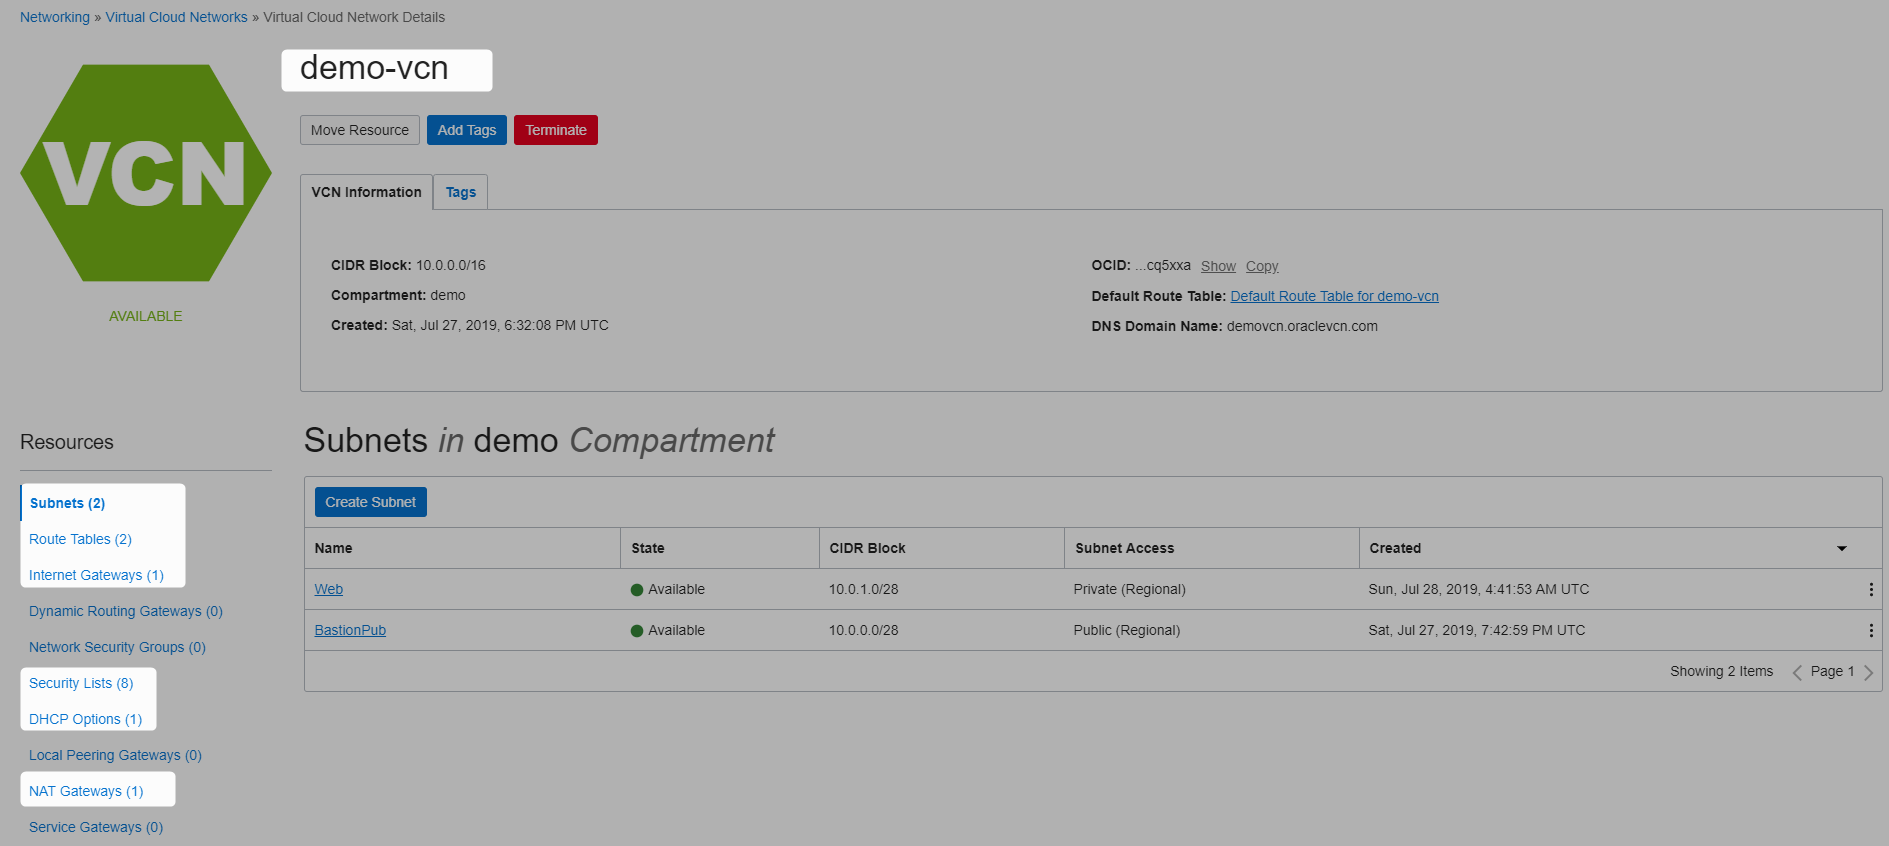 Networking » Virtual Cloud Networks » Virtual Cloud Network Details
VCN
AVAILABLE
demo-vcn
Move Resource Add Tags Terminate
VCN Information Tags
CIDR Block: 10.0.0.0/16
Compartment: demo
Created: Sat, Jul 27, 2019, 6:32:08 PM UTC
OCID: ...cq5xxa Show Copy
Default Route Table: Default Route Table for demo-vcn
DNS Domain Name: demovcn.oraclevcn.com
Resources
Subnets (2)
Route Tables (2)
Internet Gateways (1)
Dynamic Routing Gateways (0)
Network Security Groups (0)
Security Lists (8)
DHCP Options (1)
Local Peering Gateways (0)
NAT Gateways (1)
Service Gateways (0)
Subnets in demo Compartment
Create Subnet
Name State CIDR Block Subnet Access Created
Web Available 10.0.1.0/28 Private (Regional) Sun, Jul 28, 2019, 4:41:53 AM UTC
BastionPub Available 10.0.0.0/28 Public (Regional) Sat, Jul 27, 2019, 7:42:59 PM UTC
Showing 2 Items Page 1